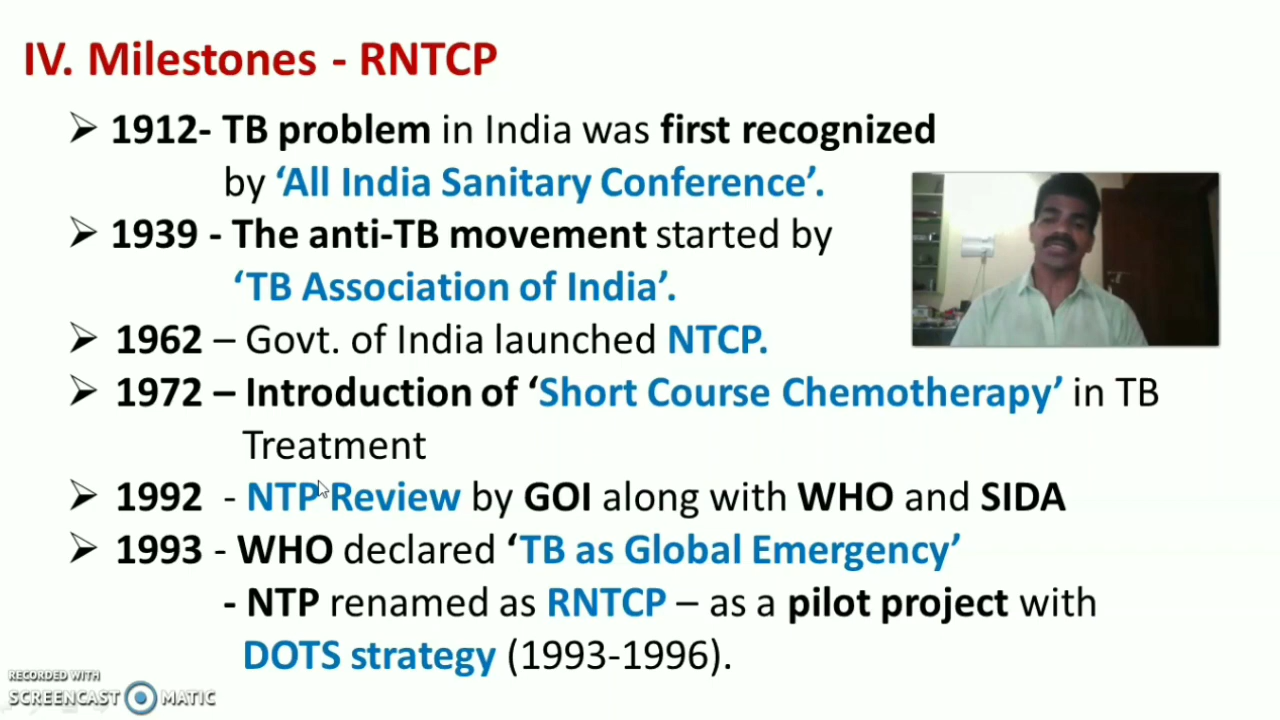 IV. Milestones - RNTCP
➢ 1912- TB problem in India was first recognized
by ‘All India Sanitary Conference’.
➢ 1939 - The anti-TB movement started by
‘TB Association of India’.
➢ 1962 – Govt. of India launched NTCP.
➢ 1972 – Introduction of ‘Short Course Chemotherapy’ in TB
Treatment
➢ 1992 - NTP Review by GOI along with WHO and SIDA
➢ 1993 - WHO declared ‘TB as Global Emergency’
- NTP renamed as RNTCP – as a pilot project with
DOTS strategy (1993-1996).
RECORDED WITH
SCREENCAST MATIC